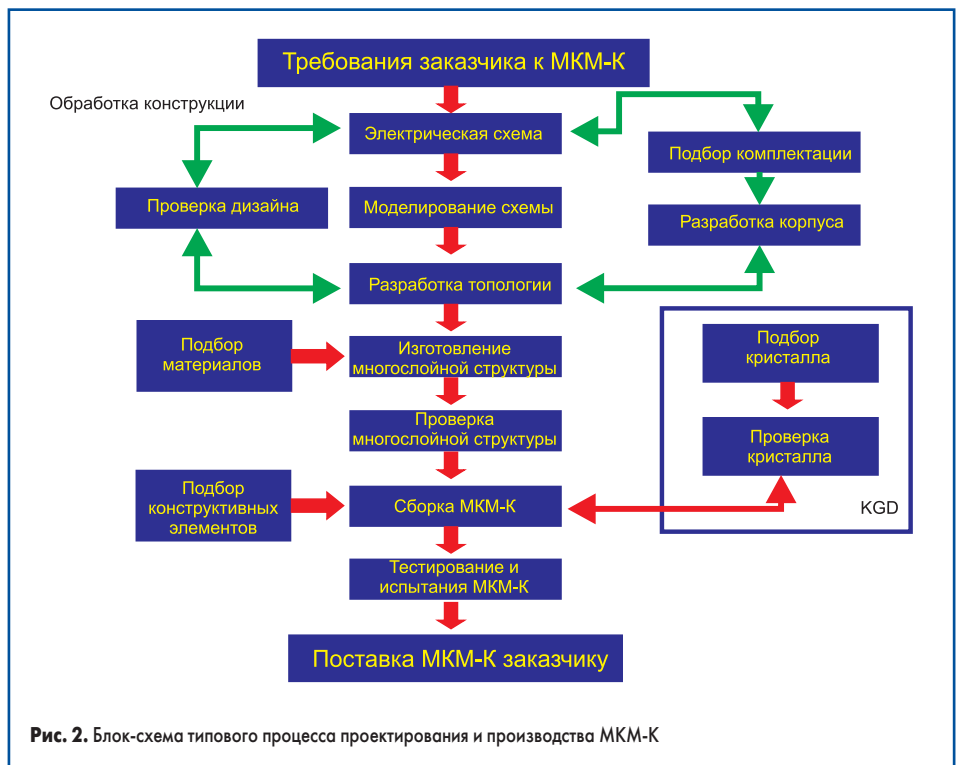 Требования заказчика к МКМ-К
Обработка конструкции
Электрическая схема
Подбор комплектации
Проверка дизайна
Моделирование схемы
Разработка корпуса
Разработка топологии
Подбор
материалов
Изготовление
многослойной структуры
Подбор
кристалла
Проверка
многослойной структуры
Проверка
кристалла
Подбор
конструктивных
элементов
Сборка МКМ-К
KGD
Тестирование и
испытания МКМ-К
Поставка МКМ-К заказчику
Рис. 2. Блок-схема типового процесса проектирования и производства МКМ-К